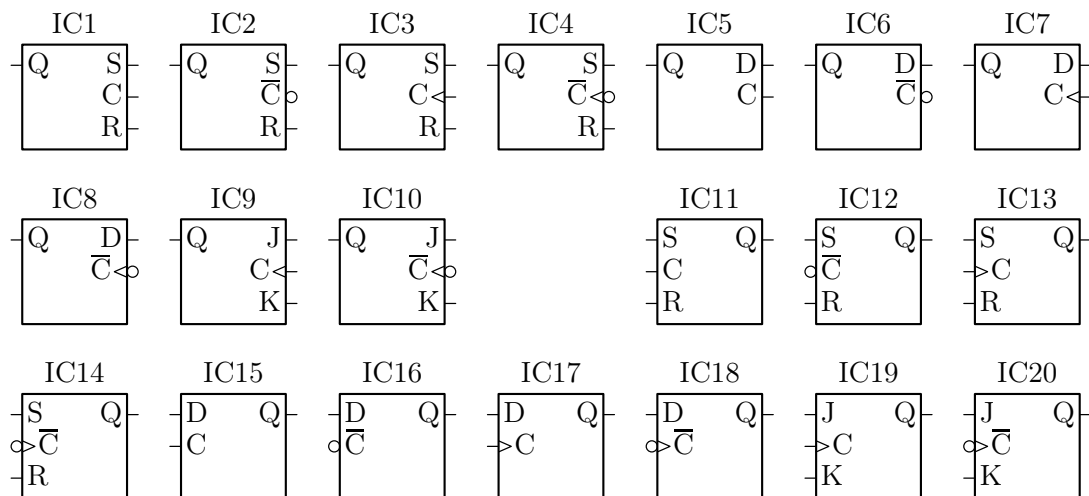 IC1 IC2 IC3 IC4 IC5 IC6 IC7
Q S Q S Q S Q S Q D Q D Q D
C C̅ C C̅ C C̅ C
R R R R
IC8 IC9 IC10 IC11 IC12 IC13
Q D Q J Q J S Q S Q S Q
C̅ C C̅ C C̅ C
K K R R R
IC14 IC15 IC16 IC17 IC18 IC19 IC20
S Q D Q D Q D Q D Q J Q J Q
C̅ C C̅ C C̅ C C̅
R K K